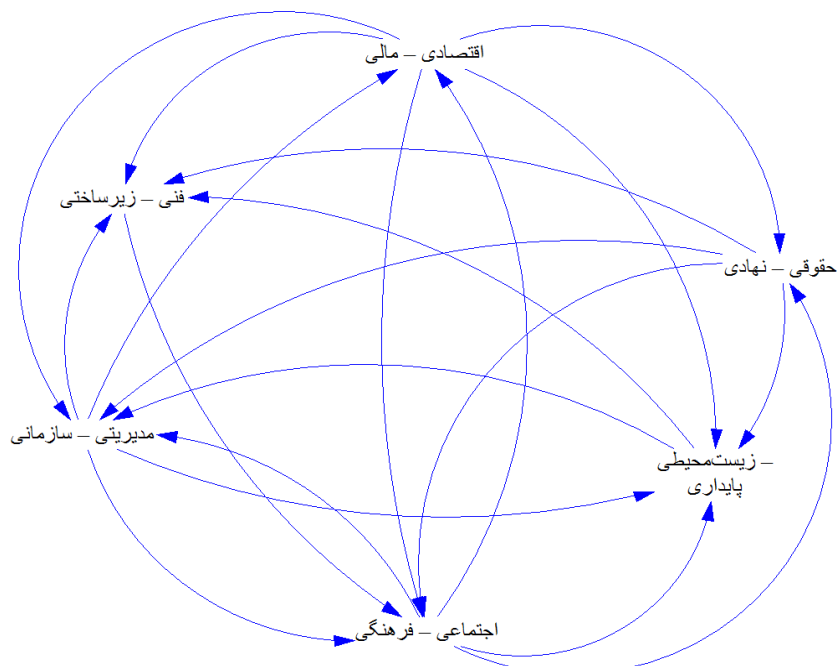 اقتصادی – مالی
فنی – زیرساختی
حقوقی – نهادی
مدیریتی – سازمانی
زیست‌محیطی –
پایداری
اجتماعی – فرهنگی